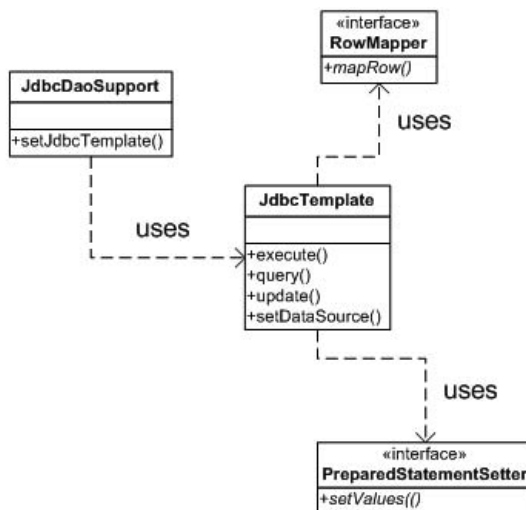 «interface»
RowMapper
+mapRow()
JdbcDaoSupport
+setJdbcTemplate()
uses
JdbcTemplate
uses
+execute()
+query()
+update()
+setDataSource()
uses
«interface»
PreparedStatementSetter
+setValues(()